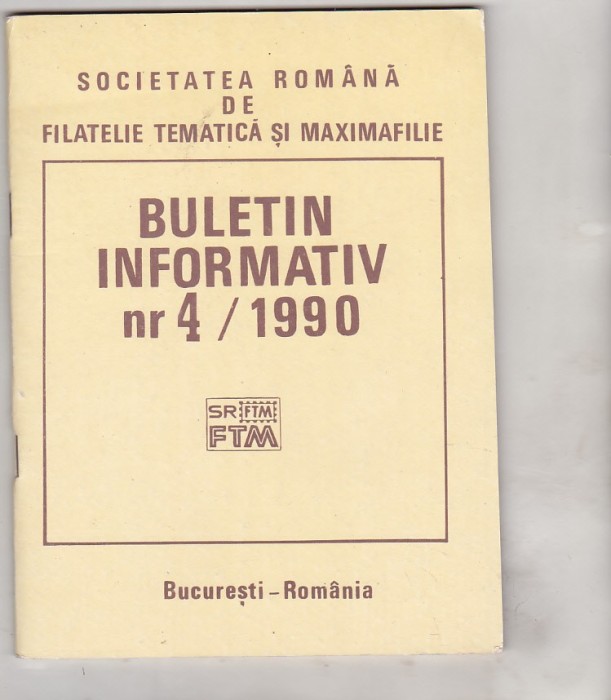 SOCIETATEA ROMÂNĂ
DE
FILATELIE TEMATICĂ ȘI MAXIMAFILIE
BULETIN
INFORMATIV
nr 4 / 1990
SR FTM
FTM
București - România